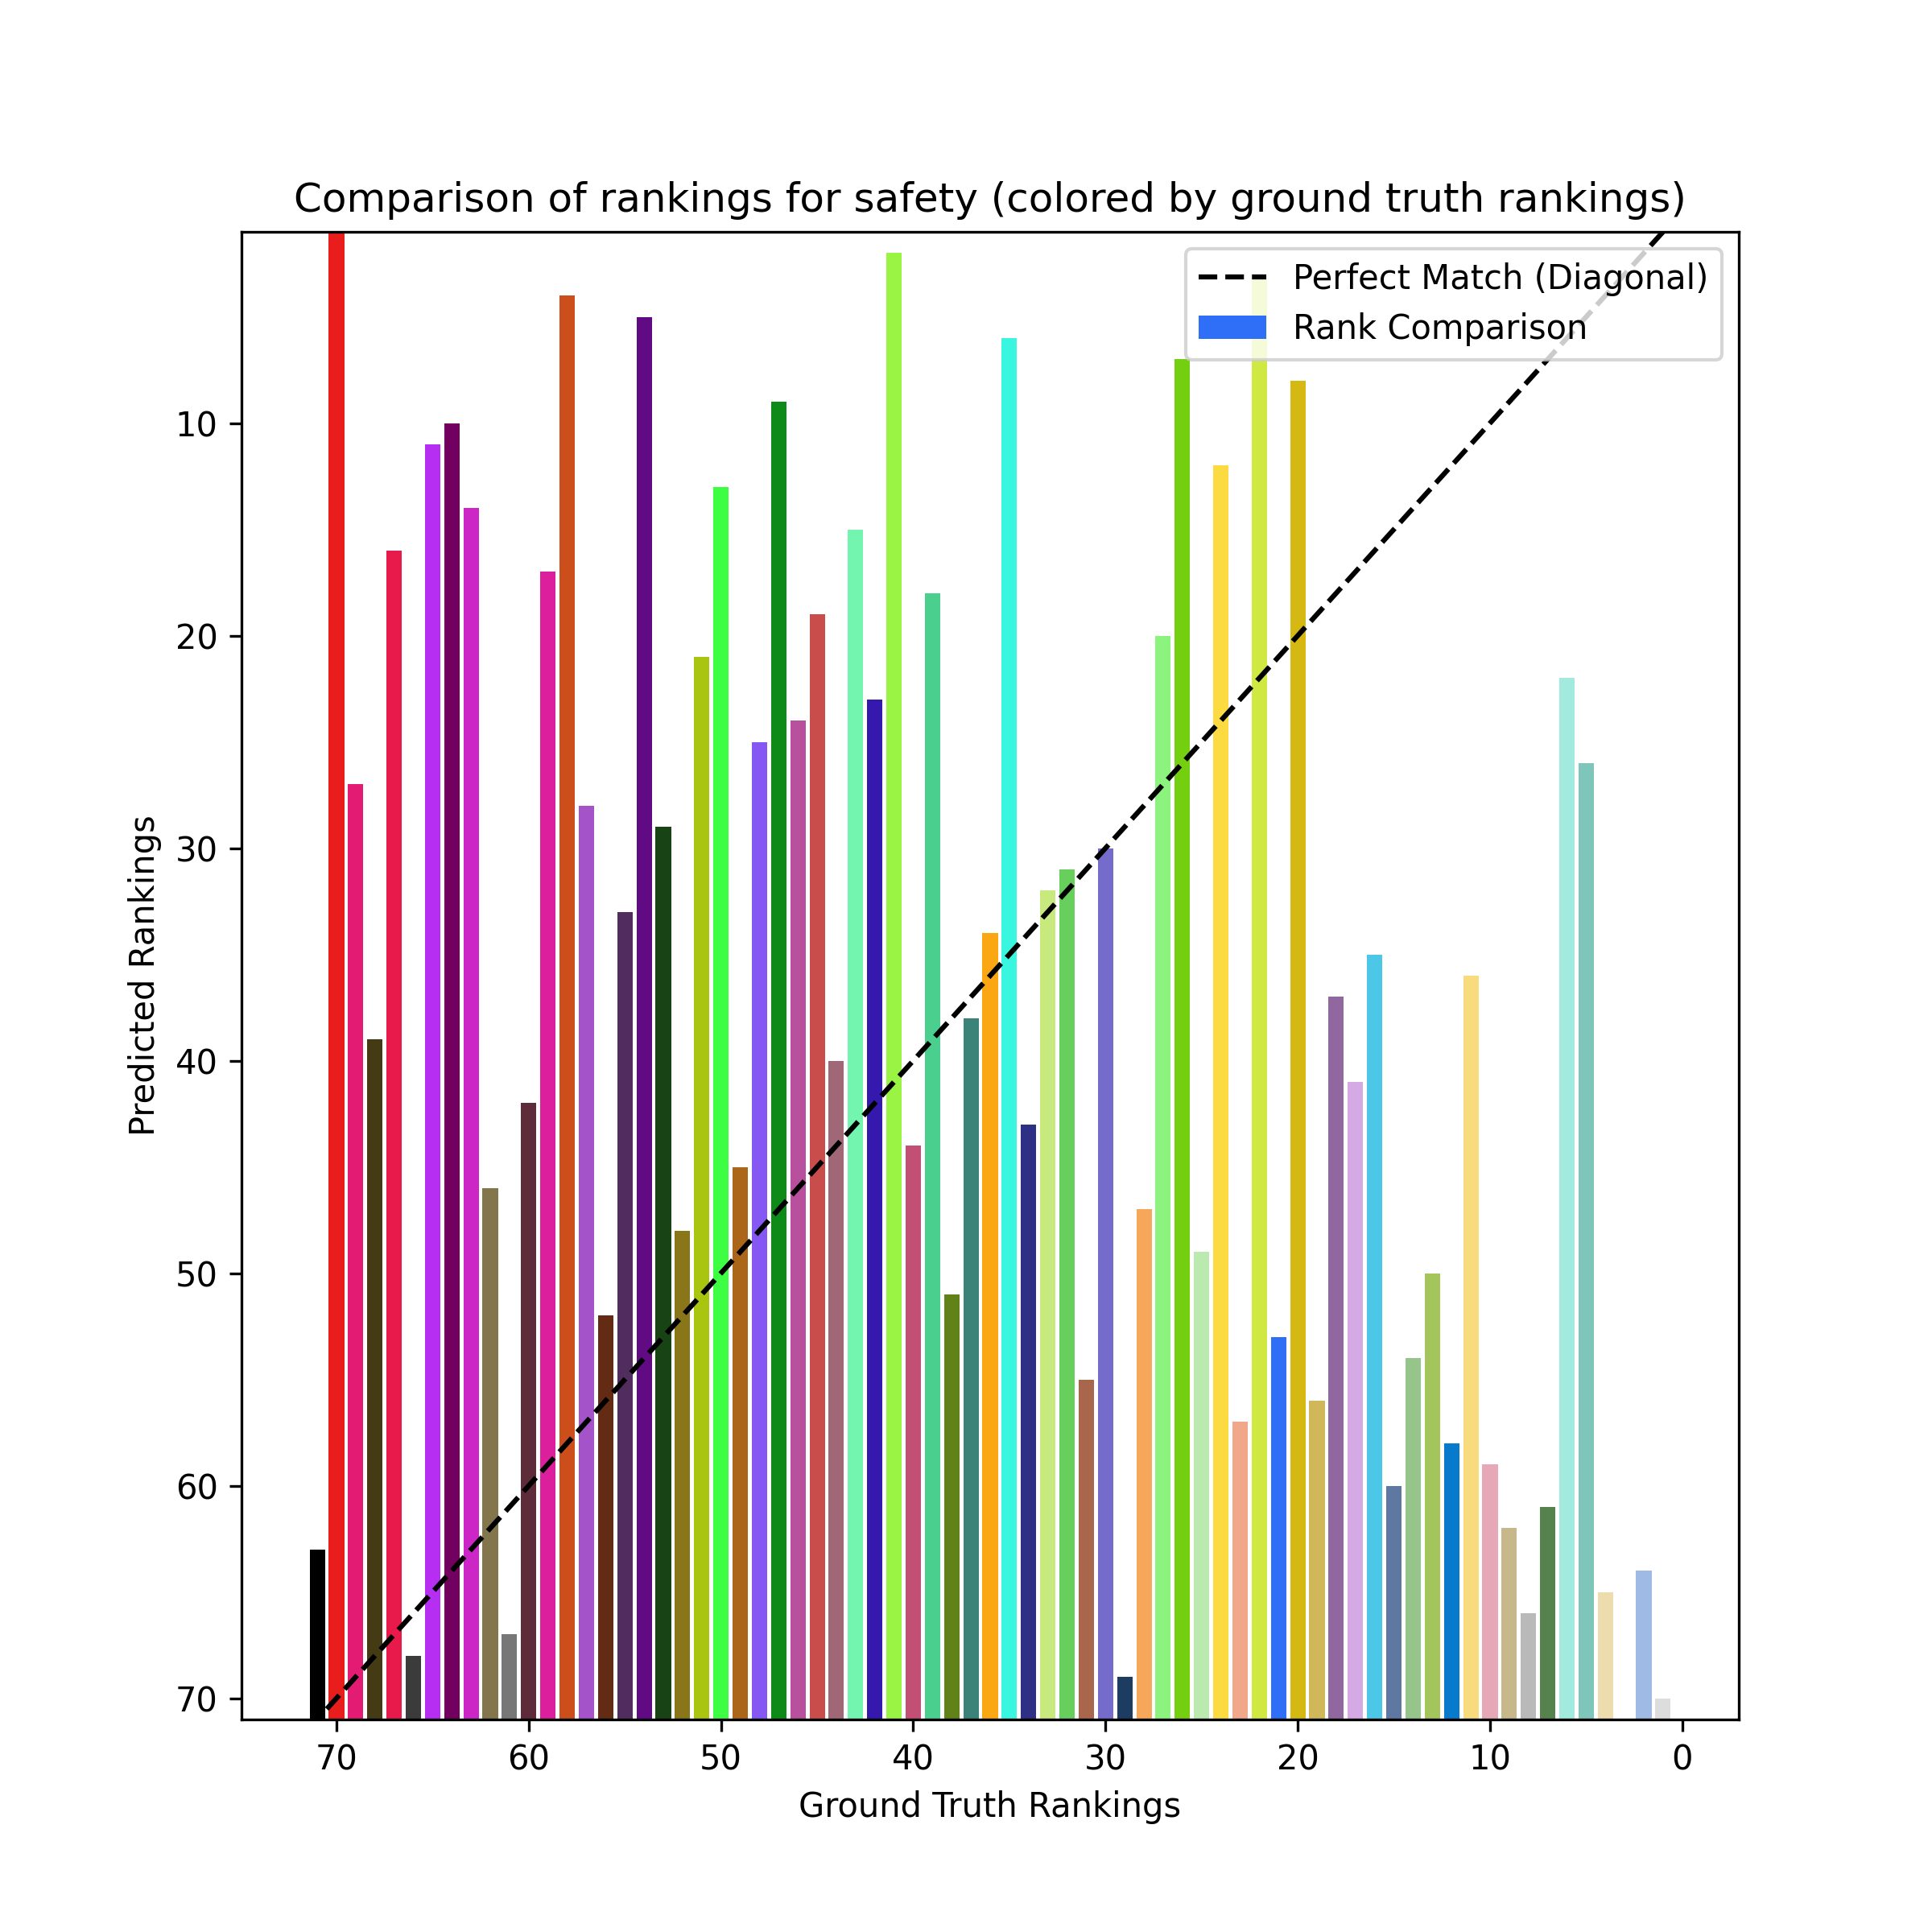 Comparison of rankings for safety (colored by ground truth rankings)
Perfect Match (Diagonal)
Rank Comparison
Predicted Rankings
10
20
30
40
50
60
70
70 60 50 40 30 20 10 0
Ground Truth Rankings